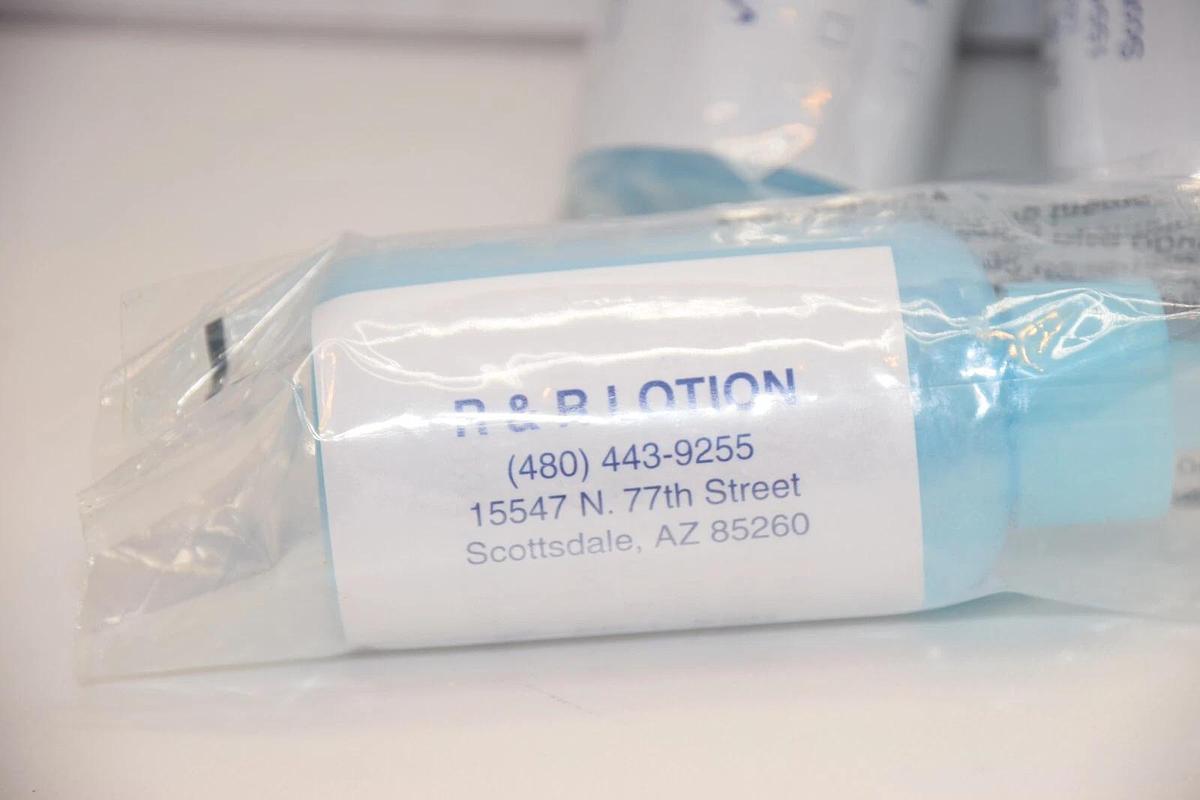 R & R LOTION
(480) 443-9255
15547 N. 77th Street
Scottsdale, AZ 85260